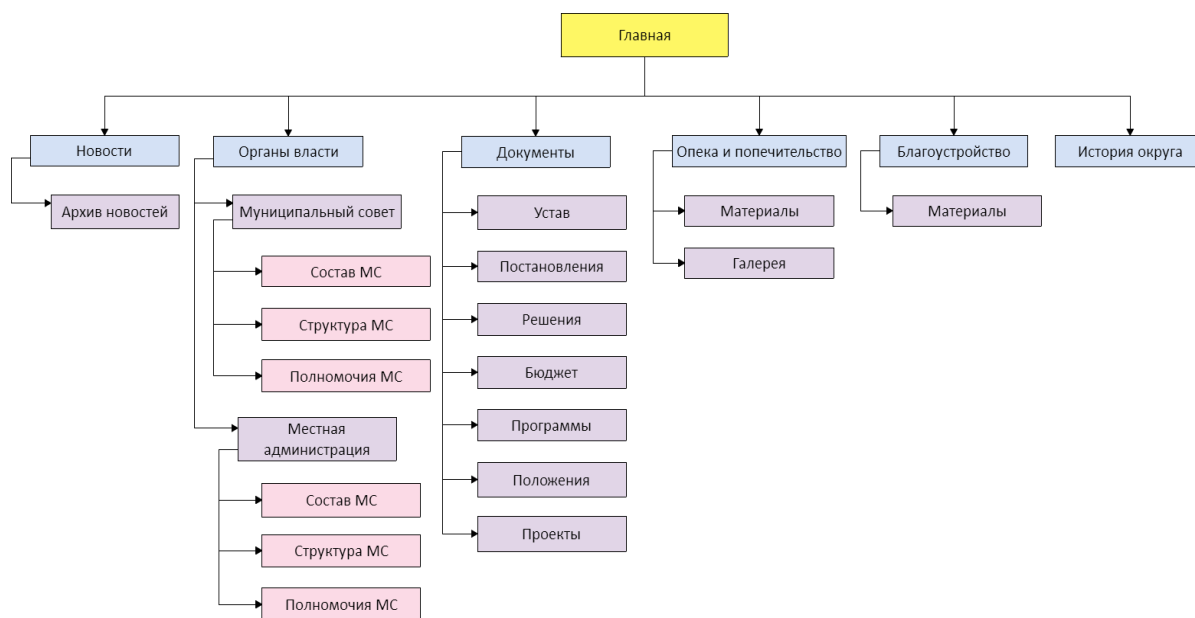 Главная
Новости
Органы власти
Документы
Опека и попечительство
Благоустройство
История округа
Архив новостей
Муниципальный совет
Состав МС
Структура МС
Полномочия МС
Местная
администрация
Состав МС
Структура МС
Полномочия МС
Устав
Постановления
Решения
Бюджет
Программы
Положения
Проекты
Материалы
Галерея
Материалы